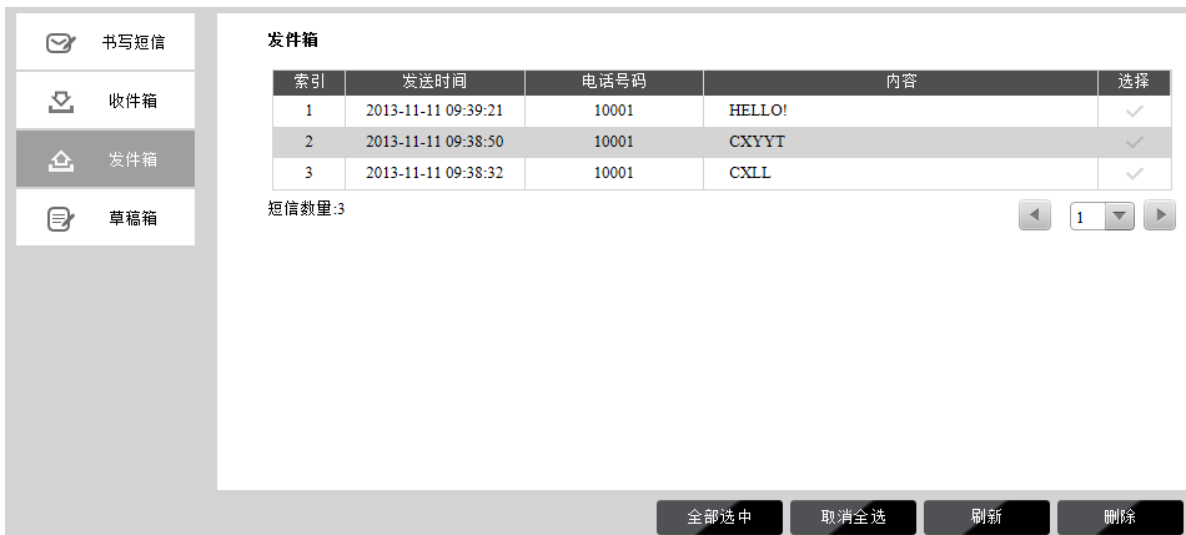 书写短信
收件箱
发件箱
草稿箱
发件箱
索引 发送时间 电话号码 内容 选择
1 2013-11-11 09:39:21 10001 HELLO!
2 2013-11-11 09:38:50 10001 CXYYT
3 2013-11-11 09:38:32 10001 CXLL
短信数量:3
1
全部选中 取消全选 刷新 删除